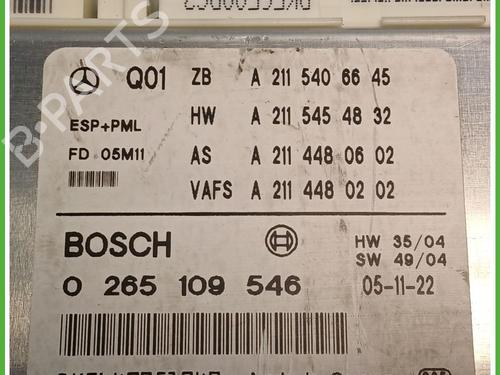 Q01 ZB A 211 540 66 45
HW A 211 545 48 32
ESP+PML
FD 05M11 AS A 211 448 06 02
VAFS A 211 448 02 02
BOSCH
HW 35/04
SW 49/04
0 265 109 546 05-11-22
B-PARTS